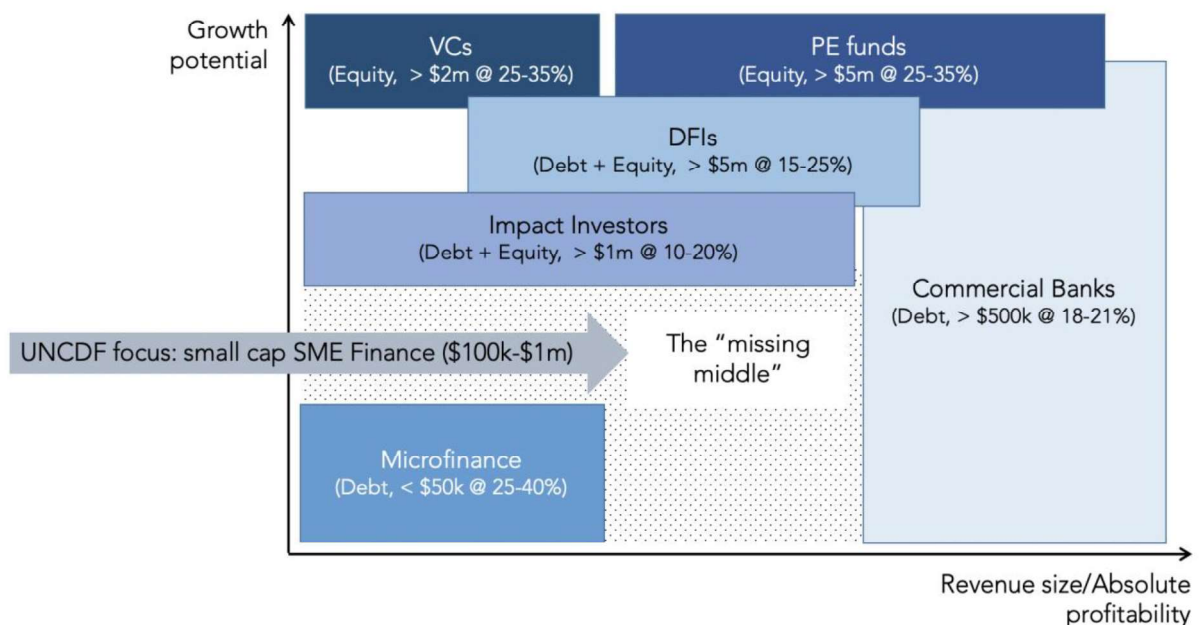 Growth
potential
VCs
(Equity, > $2m @ 25-35%)
PE funds
(Equity, > $5m @ 25-35%)
DFIs
(Debt + Equity, > $5m @ 15-25%)
Impact Investors
(Debt + Equity, > $1m @ 10-20%)
Commercial Banks
(Debt, > $500k @ 18-21%)
UNCDF focus: small cap SME Finance ($100k-$1m)
The “missing
middle”
Microfinance
(Debt, < $50k @ 25-40%)
Revenue size/Absolute
profitability